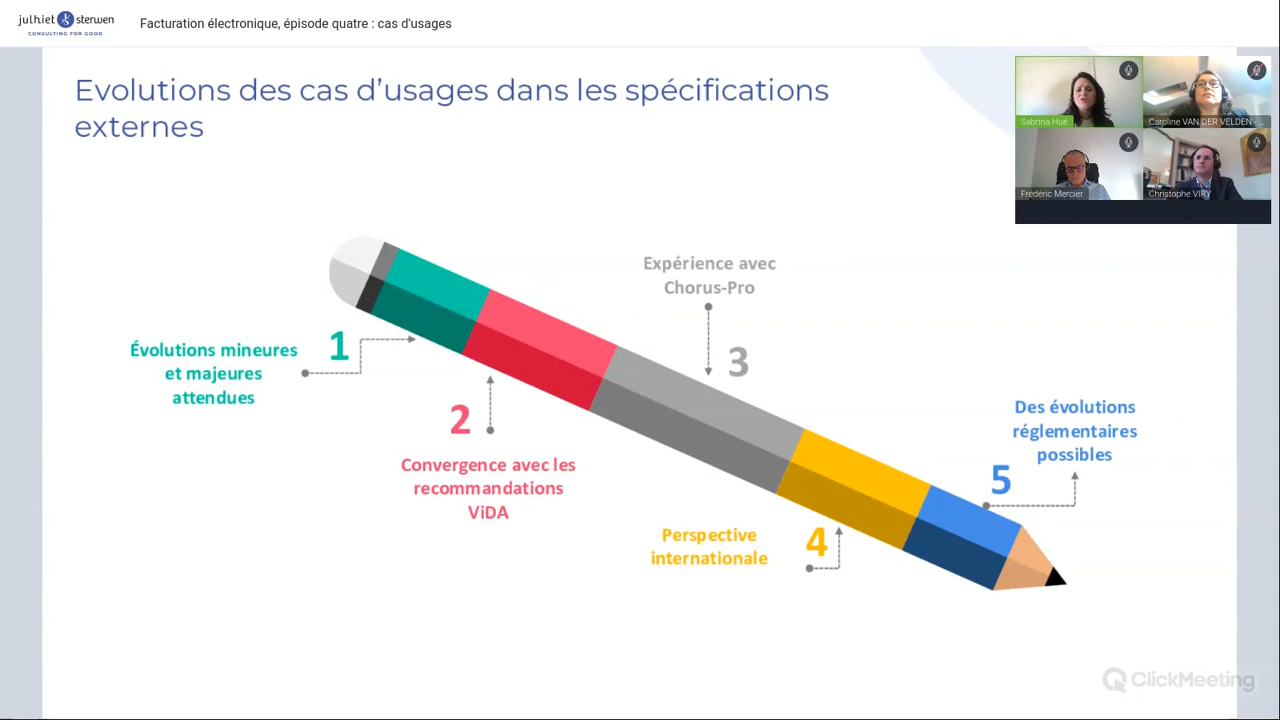 julhiet sterwen
CONSULTING FOR GOOD
Facturation électronique, épisode quatre : cas d'usages
Evolutions des cas d’usages dans les spécifications
externes
Sabrina Hue
Caroline VAN DER VELDEN -...
Frédéric Mercier
Christophe VIRY
Expérience avec
Chorus-Pro
3
Évolutions mineures
et majeures
attendues
1
2
Convergence avec les
recommandations
ViDA
Des évolutions
réglementaires
possibles
5
Perspective
internationale
4
ClickMeeting